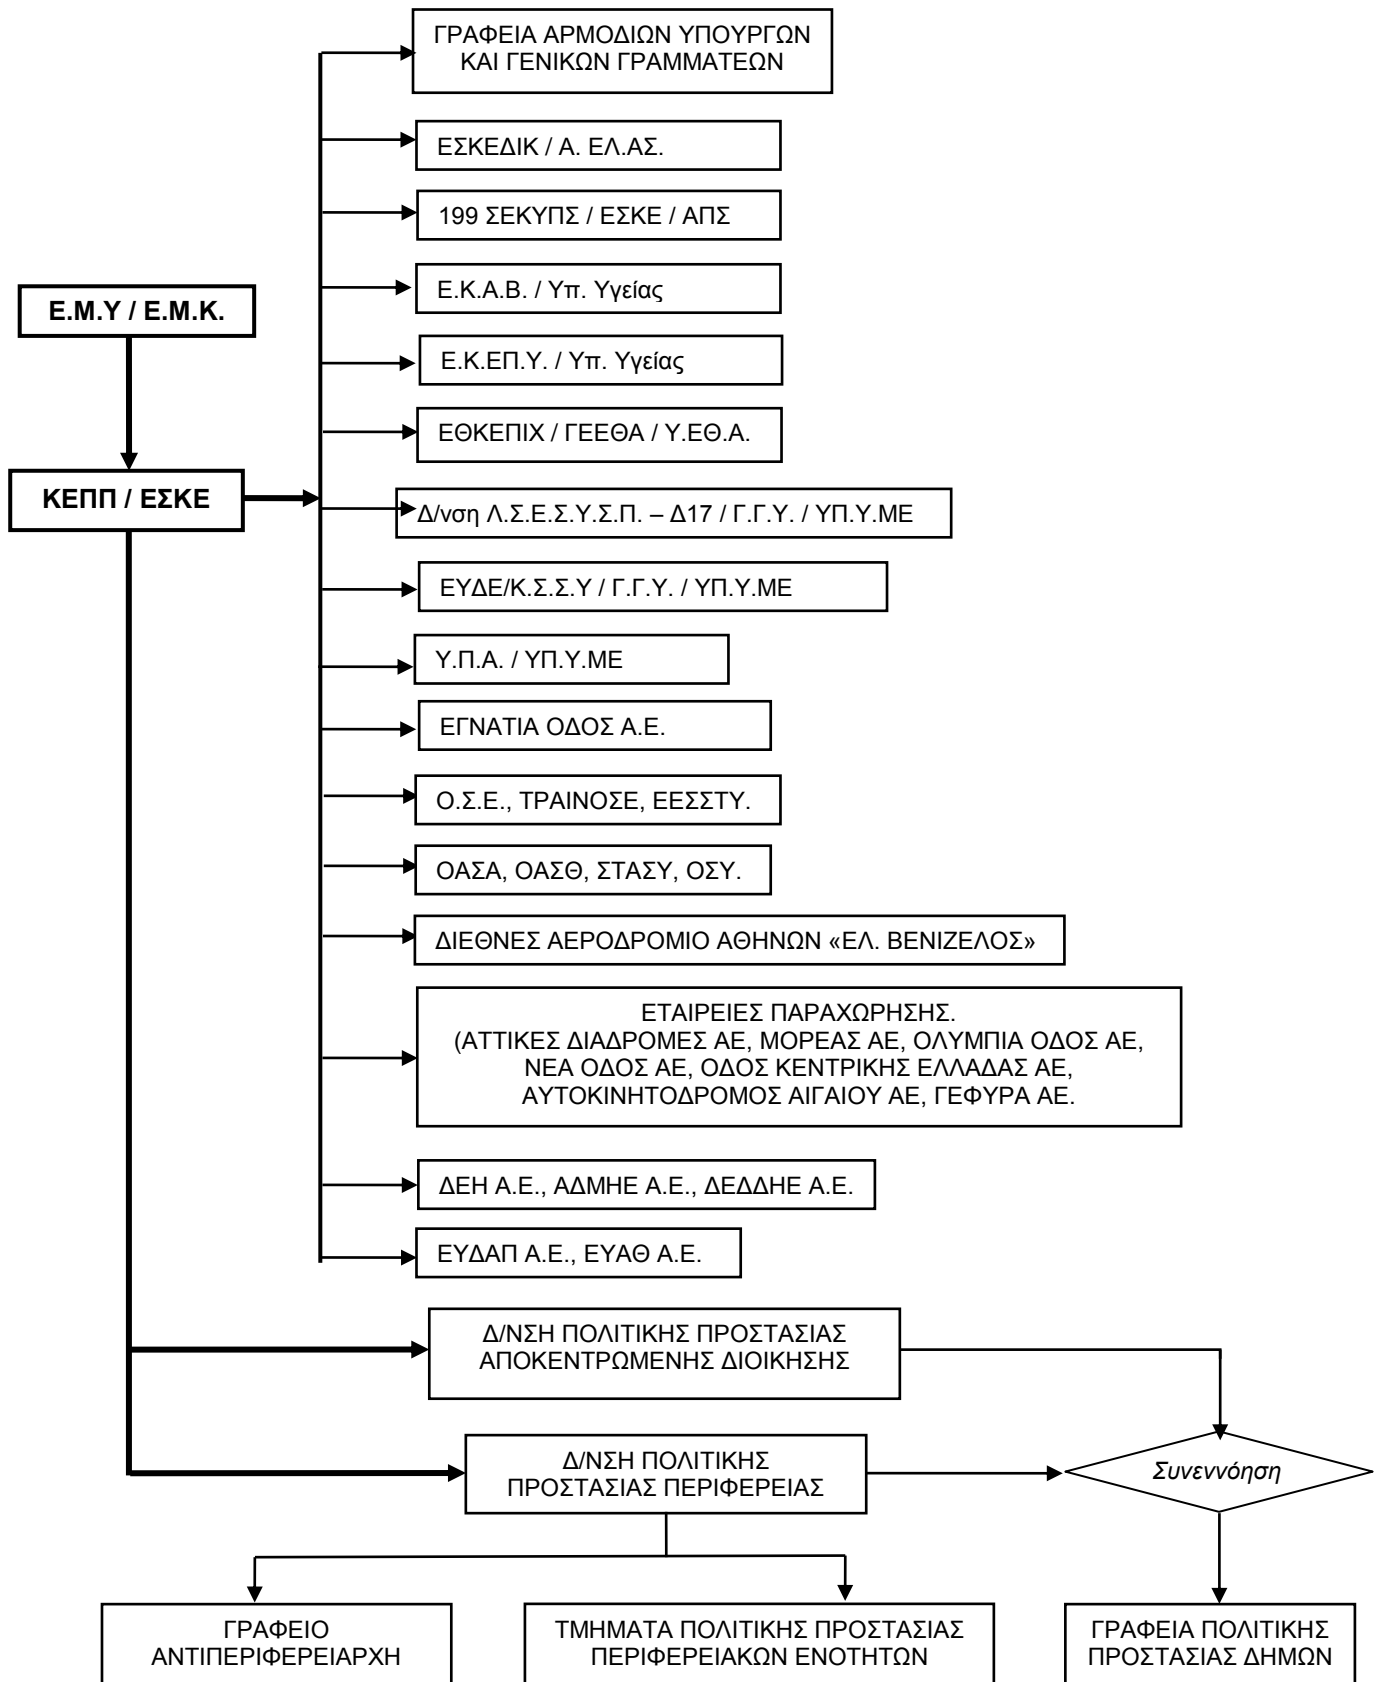 ΓΡΑΦΕΙΑ ΑΡΜΟΔΙΩΝ ΥΠΟΥΡΓΩΝ
ΚΑΙ ΓΕΝΙΚΩΝ ΓΡΑΜΜΑΤΕΩΝ
ΕΣΚΕΔΙΚ / Α. ΕΛ.ΑΣ.
199 ΣΕΚΥΠΣ / ΕΣΚΕ / ΑΠΣ
Ε.Κ.Α.Β. / Υπ. Υγείας
Ε.Μ.Υ / Ε.Μ.Κ.
Ε.Κ.ΕΠ.Υ. / Υπ. Υγείας
ΕΘΚΕΠΙΧ / ΓΕΕΘΑ / Υ.ΕΘ.Α.
ΚΕΠΠ / ΕΣΚΕ
Δ/νση Λ.Σ.Ε.Σ.Υ.Σ.Π. – Δ17 / Γ.Γ.Υ. / ΥΠ.Υ.ΜΕ
ΕΥΔΕ/Κ.Σ.Σ.Υ / Γ.Γ.Υ. / ΥΠ.Υ.ΜΕ
Υ.Π.Α. / ΥΠ.Υ.ΜΕ
ΕΓΝΑΤΙΑ ΟΔΟΣ Α.Ε.
Ο.Σ.Ε., ΤΡΑΙΝΟΣΕ, ΕΕΣΣΤΥ.
ΟΑΣΑ, ΟΑΣΘ, ΣΤΑΣΥ, ΟΣΥ.
ΔΙΕΘΝΕΣ ΑΕΡΟΔΡΟΜΙΟ ΑΘΗΝΩΝ «ΕΛ. ΒΕΝΙΖΕΛΟΣ»
ΕΤΑΙΡΕΙΕΣ ΠΑΡΑΧΩΡΗΣΗΣ.
(ΑΤΤΙΚΕΣ ΔΙΑΔΡΟΜΕΣ ΑΕ, ΜΟΡΕΑΣ ΑΕ, ΟΛΥΜΠΙΑ ΟΔΟΣ ΑΕ,
ΝΕΑ ΟΔΟΣ ΑΕ, ΟΔΟΣ ΚΕΝΤΡΙΚΗΣ ΕΛΛΑΔΑΣ ΑΕ,
ΑΥΤΟΚΙΝΗΤΟΔΡΟΜΟΣ ΑΙΓΑΙΟΥ ΑΕ, ΓΕΦΥΡΑ ΑΕ.
ΔΕΗ Α.Ε., ΑΔΜΗΕ Α.Ε., ΔΕΔΔΗΕ Α.Ε.
ΕΥΔΑΠ Α.Ε., ΕΥΑΘ Α.Ε.
Δ/ΝΣΗ ΠΟΛΙΤΙΚΗΣ ΠΡΟΣΤΑΣΙΑΣ
ΑΠΟΚΕΝΤΡΩΜΕΝΗΣ ΔΙΟΙΚΗΣΗΣ
Δ/ΝΣΗ ΠΟΛΙΤΙΚΗΣ
ΠΡΟΣΤΑΣΙΑΣ ΠΕΡΙΦΕΡΕΙΑΣ
Συνεννόηση
ΓΡΑΦΕΙΟ
ΑΝΤΙΠΕΡΙΦΕΡΕΙΑΡΧΗ
ΤΜΗΜΑΤΑ ΠΟΛΙΤΙΚΗΣ ΠΡΟΣΤΑΣΙΑΣ
ΠΕΡΙΦΕΡΕΙΑΚΩΝ ΕΝΟΤΗΤΩΝ
ΓΡΑΦΕΙΑ ΠΟΛΙΤΙΚΗΣ
ΠΡΟΣΤΑΣΙΑΣ ΔΗΜΩΝ